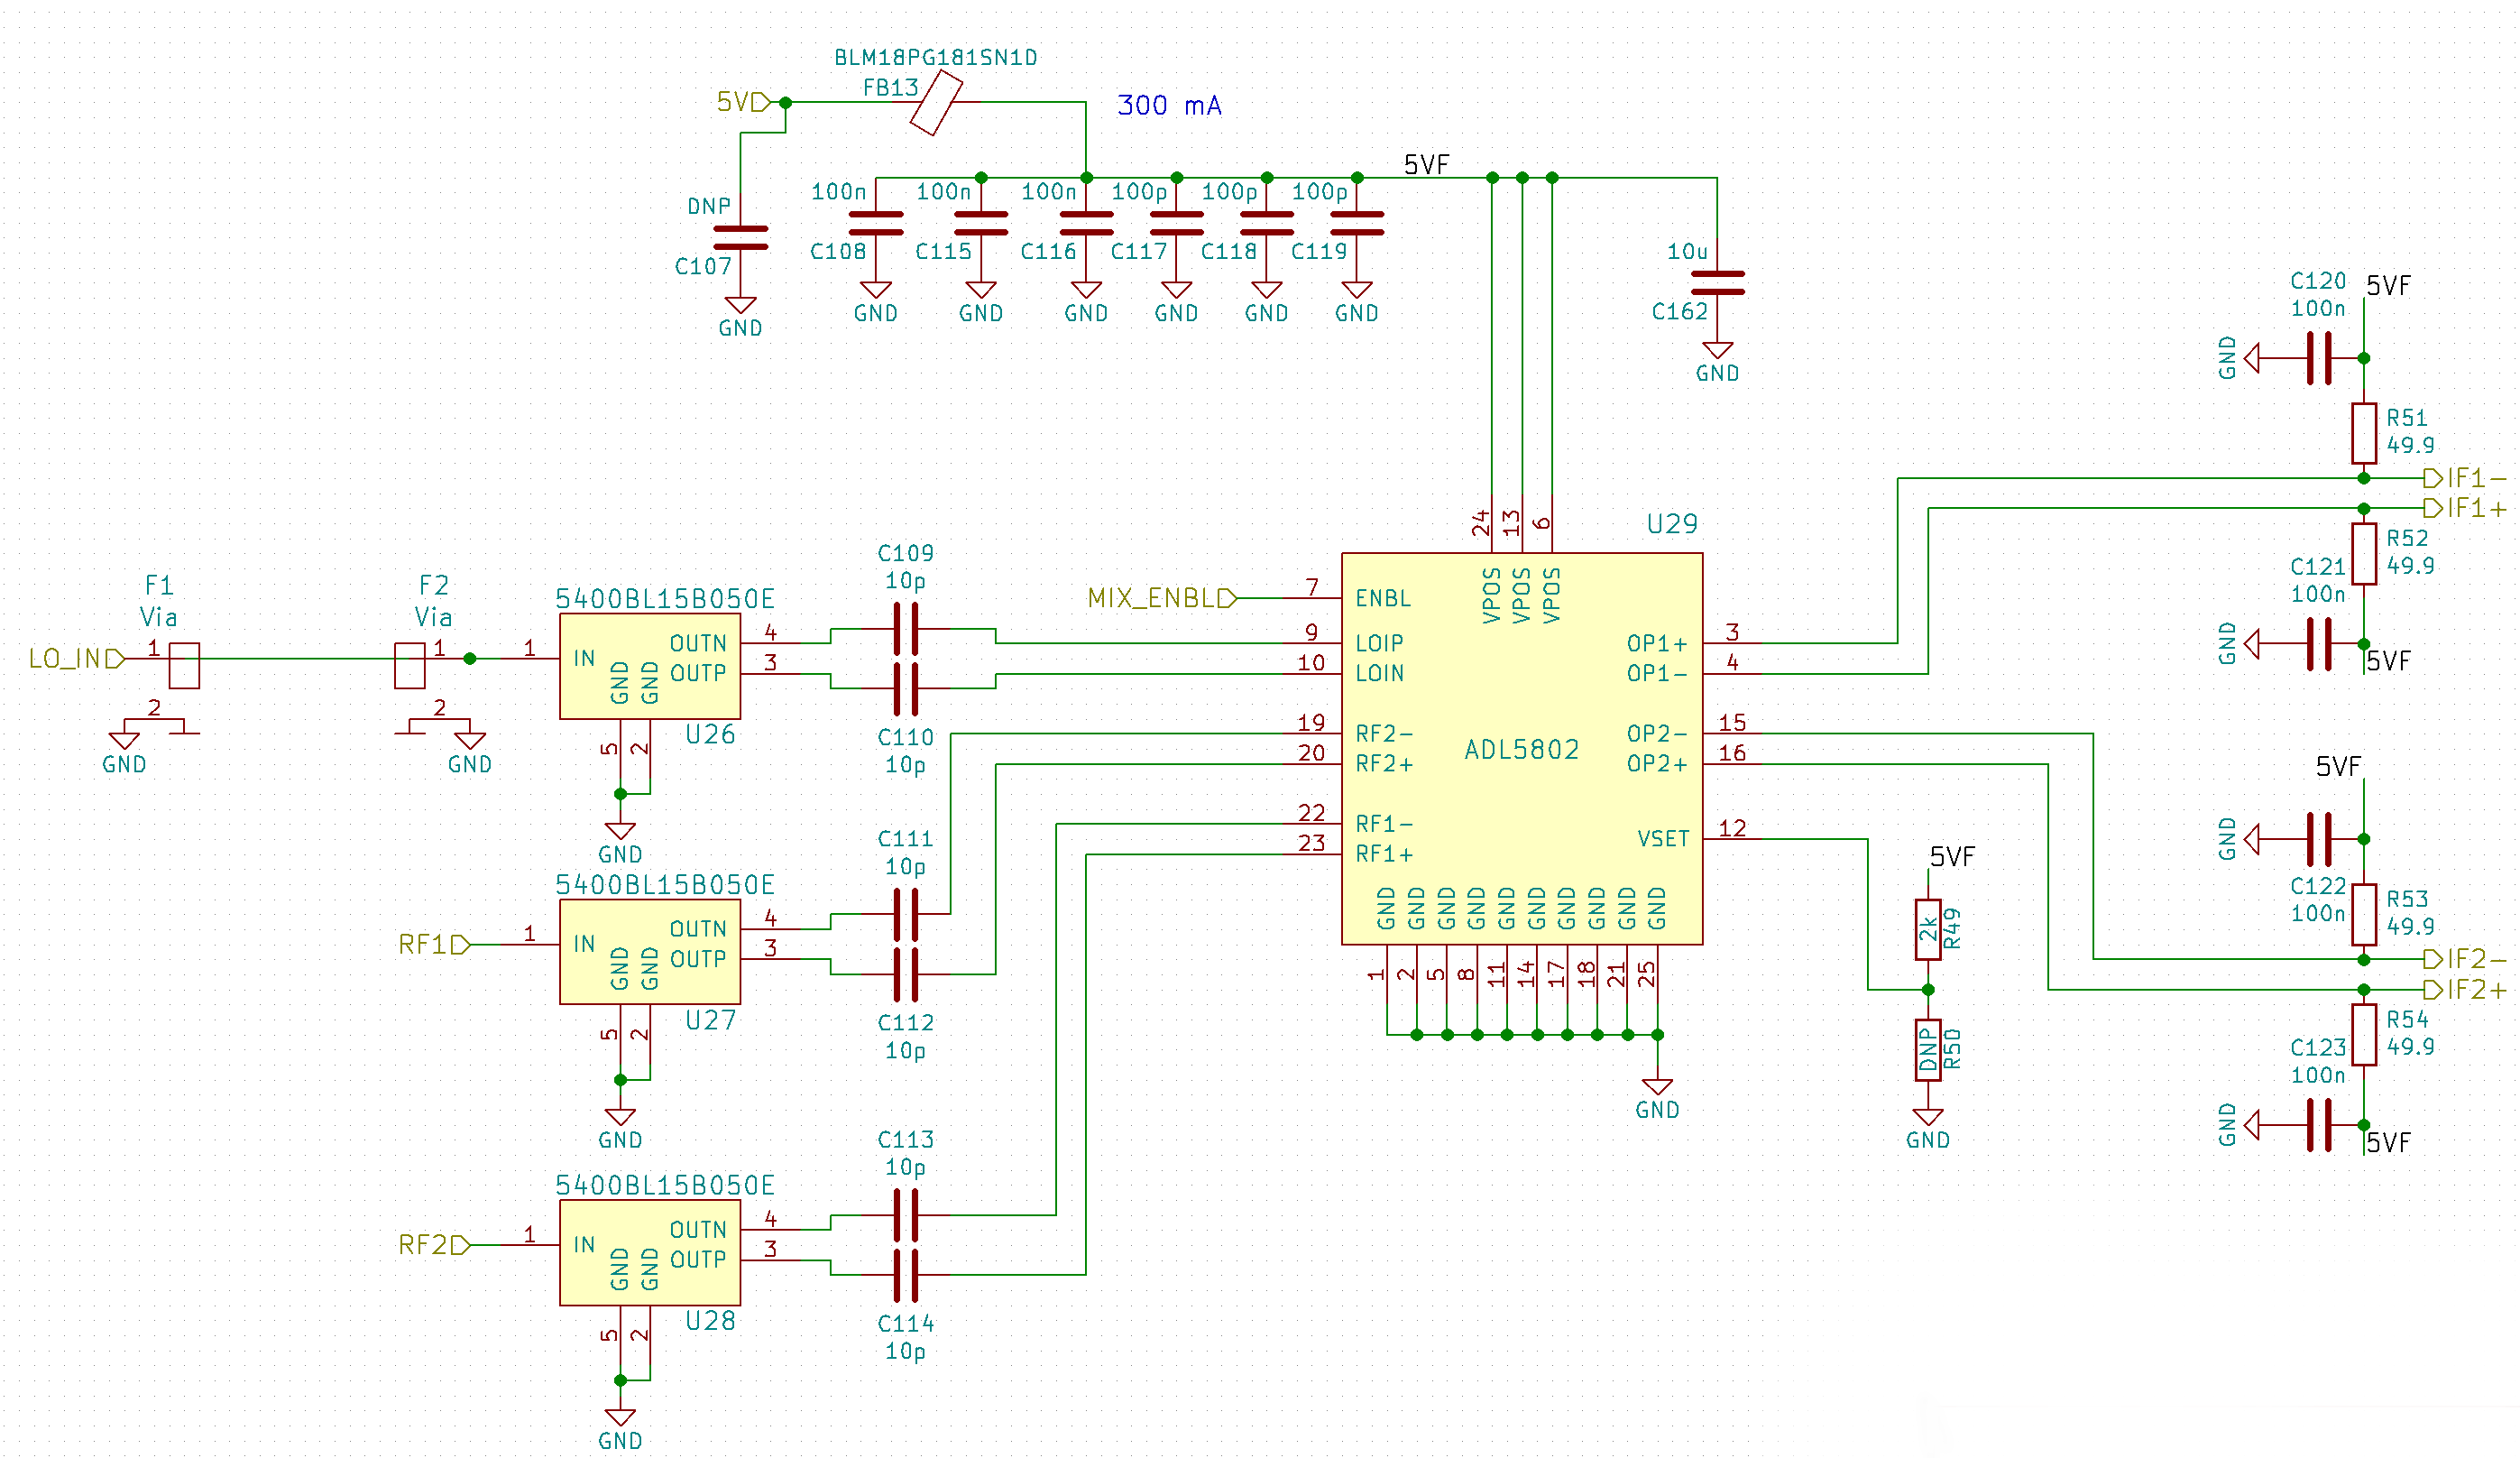 BLM18PG181SN1D
FB13
5V
300 mA
5VF
DNP
C107
GND
100n
C108
GND
100n
C115
GND
100n
C116
GND
100p
C117
GND
100p
C118
GND
100p
C119
GND
10u
C162
GND
C120
100n
5VF
GND
R51
49.9
IF1-
IF1+
R52
49.9
C121
100n
GND
5VF
F1
Via
LO_IN
1
2
GND
F2
Via
1
2
GND
5400BL15B050E
1
IN
OUTN
4
OUTP
3
GND
GND
5
2
U26
GND
C109
10p
C110
10p
MIX_ENBL
7
ENBL
9
LOIP
10
LOIN
19
RF2-
20
RF2+
22
RF1-
23
RF1+
24
13
6
VPOS
VPOS
VPOS
U29
ADL5802
OP1+
3
OP1-
4
OP2-
15
OP2+
16
VSET
12
GND
GND
GND
GND
GND
GND
GND
GND
GND
GND
1
2
5
8
11
14
17
18
21
25
GND
5VF
2k
R49
DNP
R50
GND
5VF
GND
C122
100n
R53
49.9
IF2-
IF2+
R54
49.9
C123
100n
GND
5VF
5400BL15B050E
RF1
1
IN
OUTN
4
OUTP
3
GND
GND
5
2
U27
GND
C111
10p
C112
10p
5400BL15B050E
RF2
1
IN
OUTN
4
OUTP
3
GND
GND
5
2
U28
GND
C113
10p
C114
10p